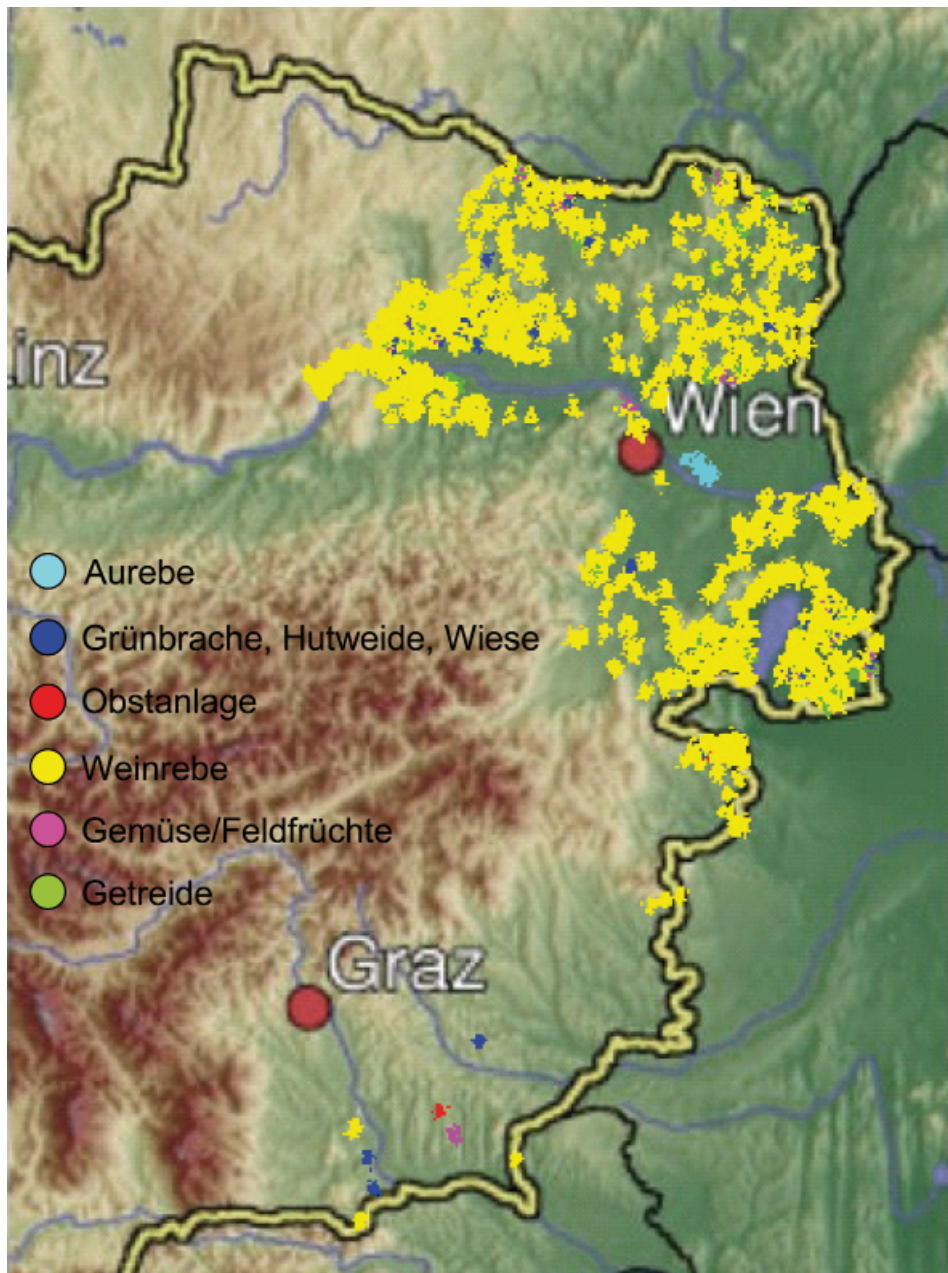 inz
Wien
Aurebe
Grünbrache, Hutweide, Wiese
Obstanlage
Weinrebe
Gemüse/Feldfrüchte
Getreide
Graz